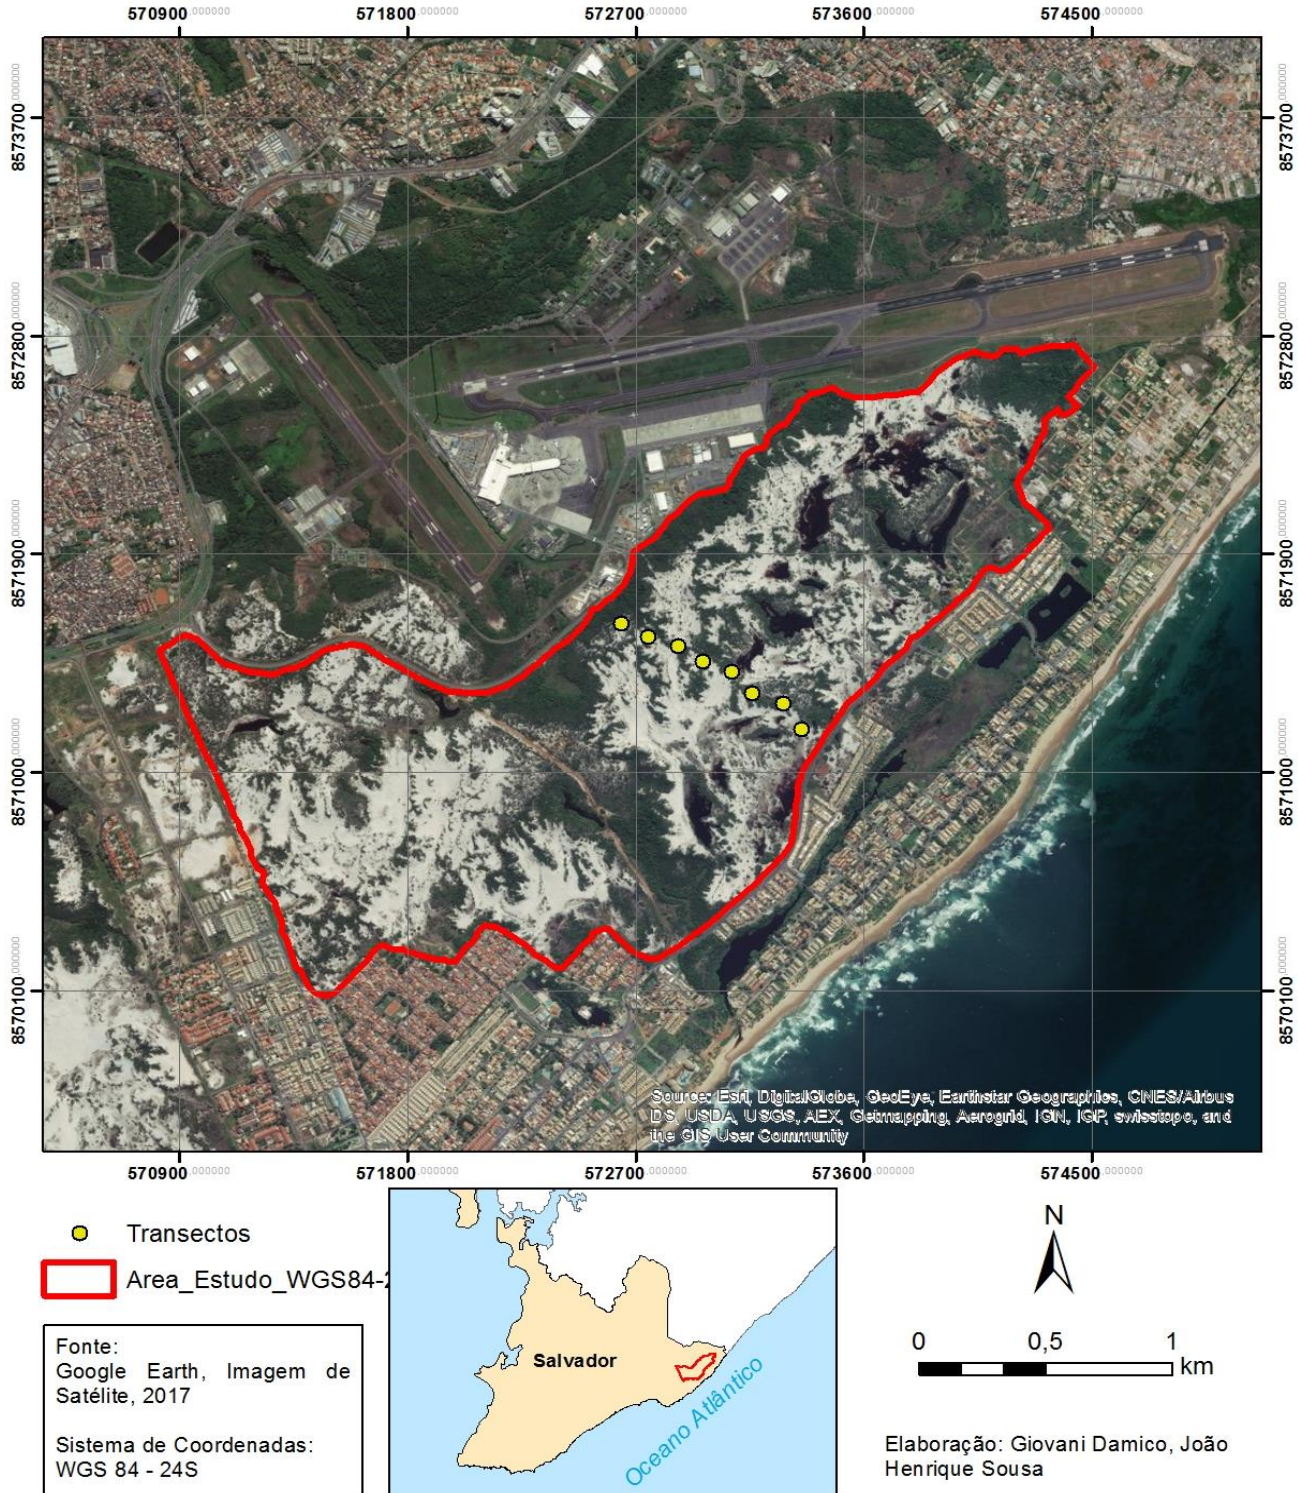 570900.000000 571800.000000 572700.000000 573600.000000 574500.000000
8573700.000000 8573700.000000
8572800.000000 8572800.000000
8571900.000000 8571900.000000
8571000.000000 8571000.000000
8570100.000000 8570100.000000
Source: Esri, DigitalGlobe, GeoEye, Earthstar Geographics, CNES/Airbus
DS, USDA, USGS, AEX, Getmapping, Aerogrid, IGN, IGP, swisstopo, and
the GIS User Community
570900.000000 571800.000000 572700.000000 573600.000000 574500.000000
Transectos
Area_Estudo_WGS84-
Fonte:
Google Earth, Imagem de
Satélite, 2017
Sistema de Coordenadas:
WGS 84 - 24S
Salvador
Oceano Atlântico
N
0 0,5 1
km
Elaboração: Giovani Damico, João
Henrique Sousa